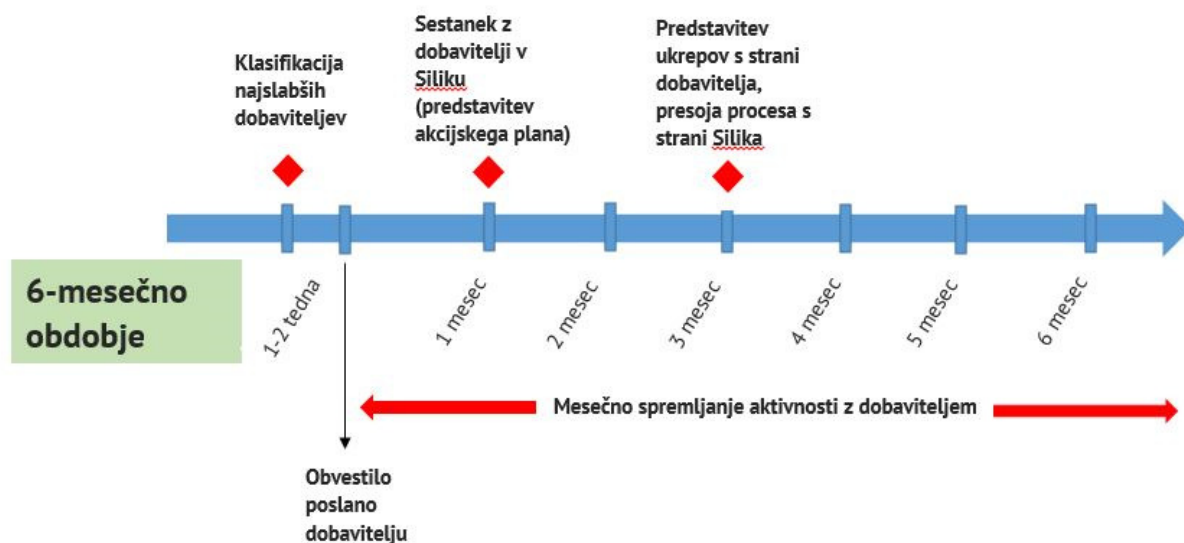 Klasifikacija
najslabših
dobaviteljev
Sestanek z
dobavitelji v
Siliku
(predstavitev
akcijskega plana)
Predstavitev
ukrepov s strani
dobavitelja,
presoja procesa s
strani Silika
6-mesečno
obdobje
1-2 tedna
1 mesec
2 mesec
3 mesec
4 mesec
5 mesec
6 mesec
Mesečno spremljanje aktivnosti z dobaviteljem
Obvestilo
poslano
dobavitelju